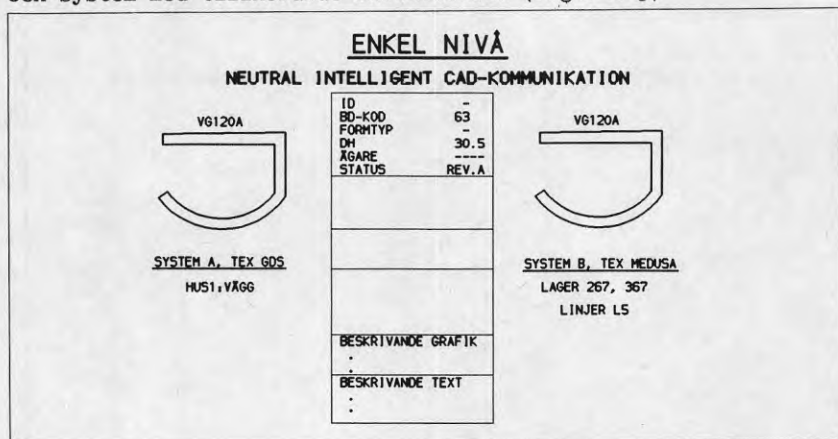 ENKEL NIVÅ
NEUTRAL INTELLIGENT CAD-KOMMUNIKATION
VG120A
SYSTEM A, TEX GDS
HUS1:VÄGG
ID -
BD-KOD 63
FORMTYP -
DH 30.5
ÄGARE ----
STATUS REV.A
BESKRIVANDE GRAFIK
.
.
BESKRIVANDE TEXT
.
.
VG120A
SYSTEM B, TEX MEDUSA
LAGER 267, 367
LINJER L5